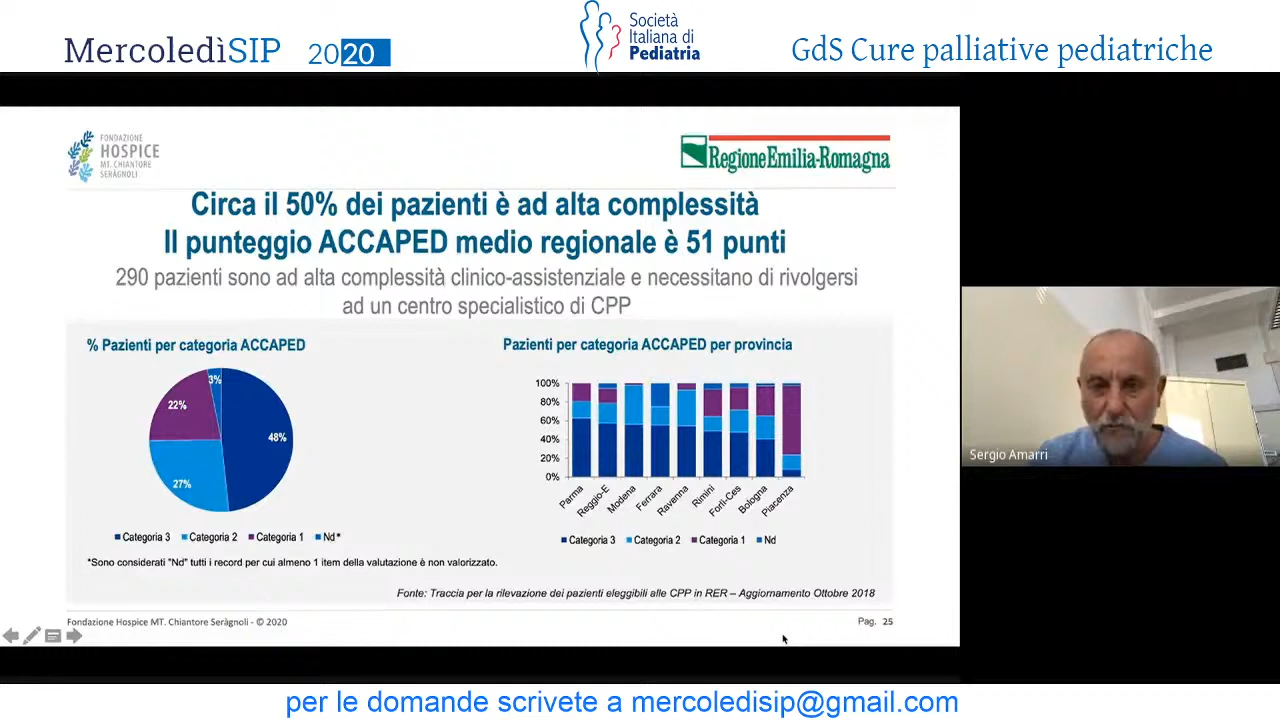 MercoledìSIP 2020
Società
Italiana di
Pediatria
GdS Cure palliative pediatriche
FONDAZIONE
HOSPICE
MT. CHIANTORE
SERÀGNOLI
RegioneEmilia-Romagna
Circa il 50% dei pazienti è ad alta complessità
Il punteggio ACCAPED medio regionale è 51 punti
290 pazienti sono ad alta complessità clinico-assistenziale e necessitano di rivolgersi
ad un centro specialistico di CPP
% Pazienti per categoria ACCAPED
3%
22%
48%
27%
Categoria 3 Categoria 2 Categoria 1 Nd*
*Sono considerati "Nd" tutti i record per cui almeno 1 item della valutazione è non valorizzato.
Pazienti per categoria ACCAPED per provincia
100%
80%
60%
40%
20%
0%
Parma
Reggio-E
Modena
Ferrara
Ravenna
Rimini
Forlì-Ces
Bologna
Piacenza
Categoria 3 Categoria 2 Categoria 1 Nd
Fonte: Traccia per la rilevazione dei pazienti eleggibili alle CPP in RER – Aggiornamento Ottobre 2018
Fondazione Hospice MT. Chiantore Seràgnoli - © 2020
Pag. 25
Sergio Amarri
per le domande scrivete a mercoledisip@gmail.com